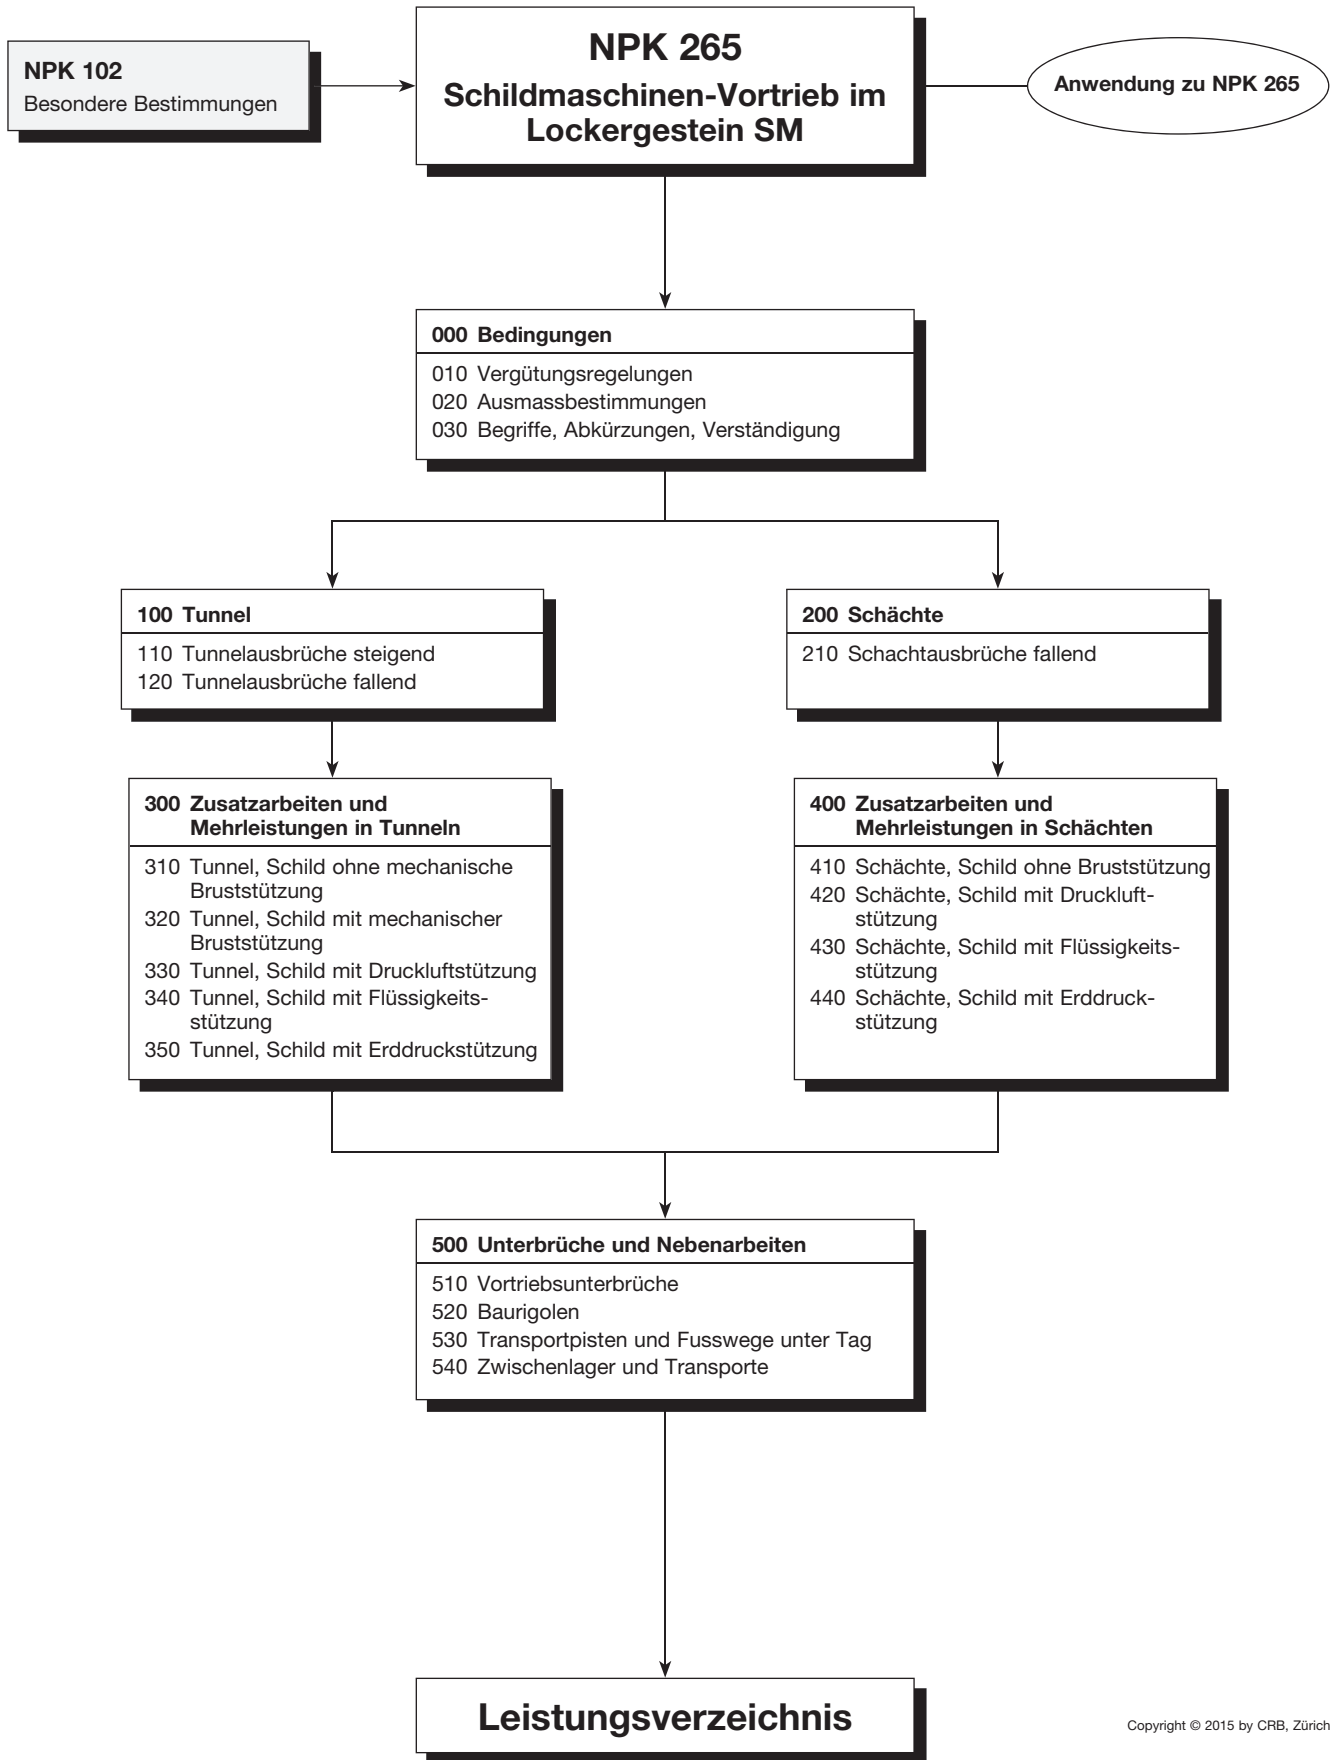 NPK 102
Besondere Bestimmungen
NPK 265
Schildmaschinen-Vortrieb im
Lockergestein SM
Anwendung zu NPK 265
000 Bedingungen
010 Vergütungsregelungen
020 Ausmassbestimmungen
030 Begriffe, Abkürzungen, Verständigung
100 Tunnel
110 Tunnelausbrüche steigend
120 Tunnelausbrüche fallend
200 Schächte
210 Schachtausbrüche fallend
300 Zusatzarbeiten und
Mehrleistungen in Tunneln
310 Tunnel, Schild ohne mechanische
Bruststützung
320 Tunnel, Schild mit mechanischer
Bruststützung
330 Tunnel, Schild mit Druckluftstützung
340 Tunnel, Schild mit Flüssigkeits-
stützung
350 Tunnel, Schild mit Erddruckstützung
400 Zusatzarbeiten und
Mehrleistungen in Schächten
410 Schächte, Schild ohne Bruststützung
420 Schächte, Schild mit Druckluft-
stützung
430 Schächte, Schild mit Flüssigkeits-
stützung
440 Schächte, Schild mit Erddruck-
stützung
500 Unterbrüche und Nebenarbeiten
510 Vortriebsunterbrüche
520 Baurigolen
530 Transportpisten und Fusswege unter Tag
540 Zwischenlager und Transporte
Leistungsverzeichnis
Copyright © 2015 by CRB, Zürich